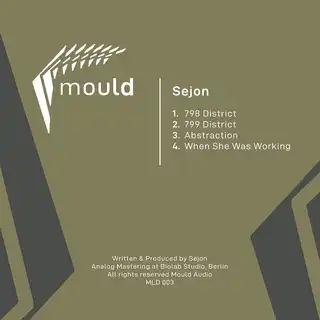 mould
Sejon
1. 798 District
2. 799 District
3. Abstraction
4. When She Was Working
Written & Produced by Sejon
Analog Mastering at Biolab Studio, Berlin
All rights reserved Mould Audio
MLD 003